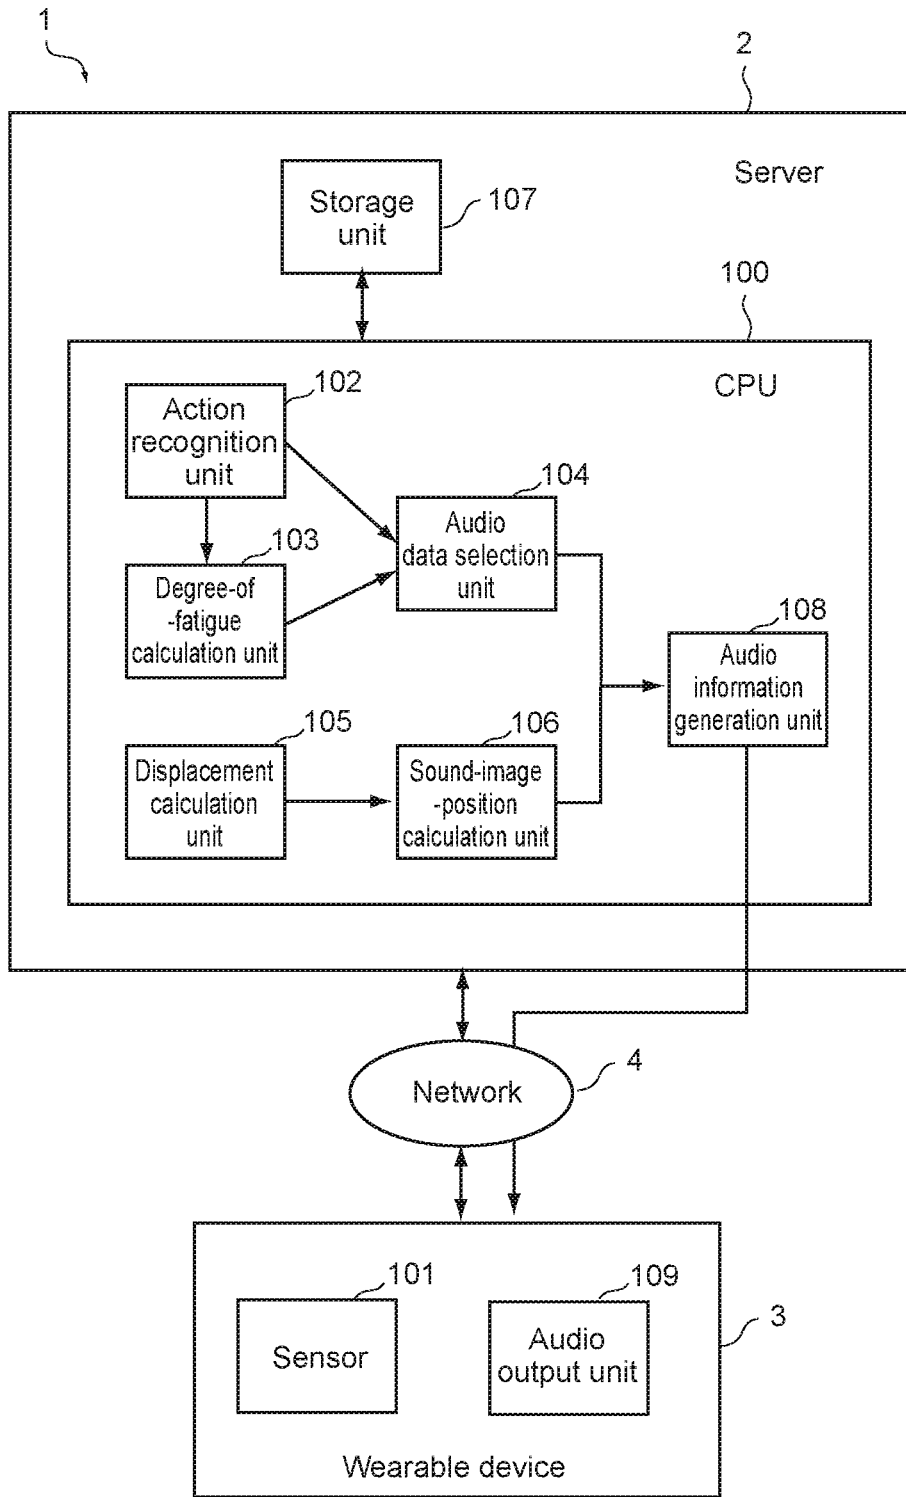 1
2
Server
Storage
unit
107
100
CPU
102
Action
recognition
unit
104
Audio
data selection
unit
103
Degree-of
-fatigue
calculation unit
108
Audio
information
generation unit
105
Displacement
calculation
unit
106
Sound-image
-position
calculation unit
4
Network
101
Sensor
109
Audio
output unit
3
Wearable device